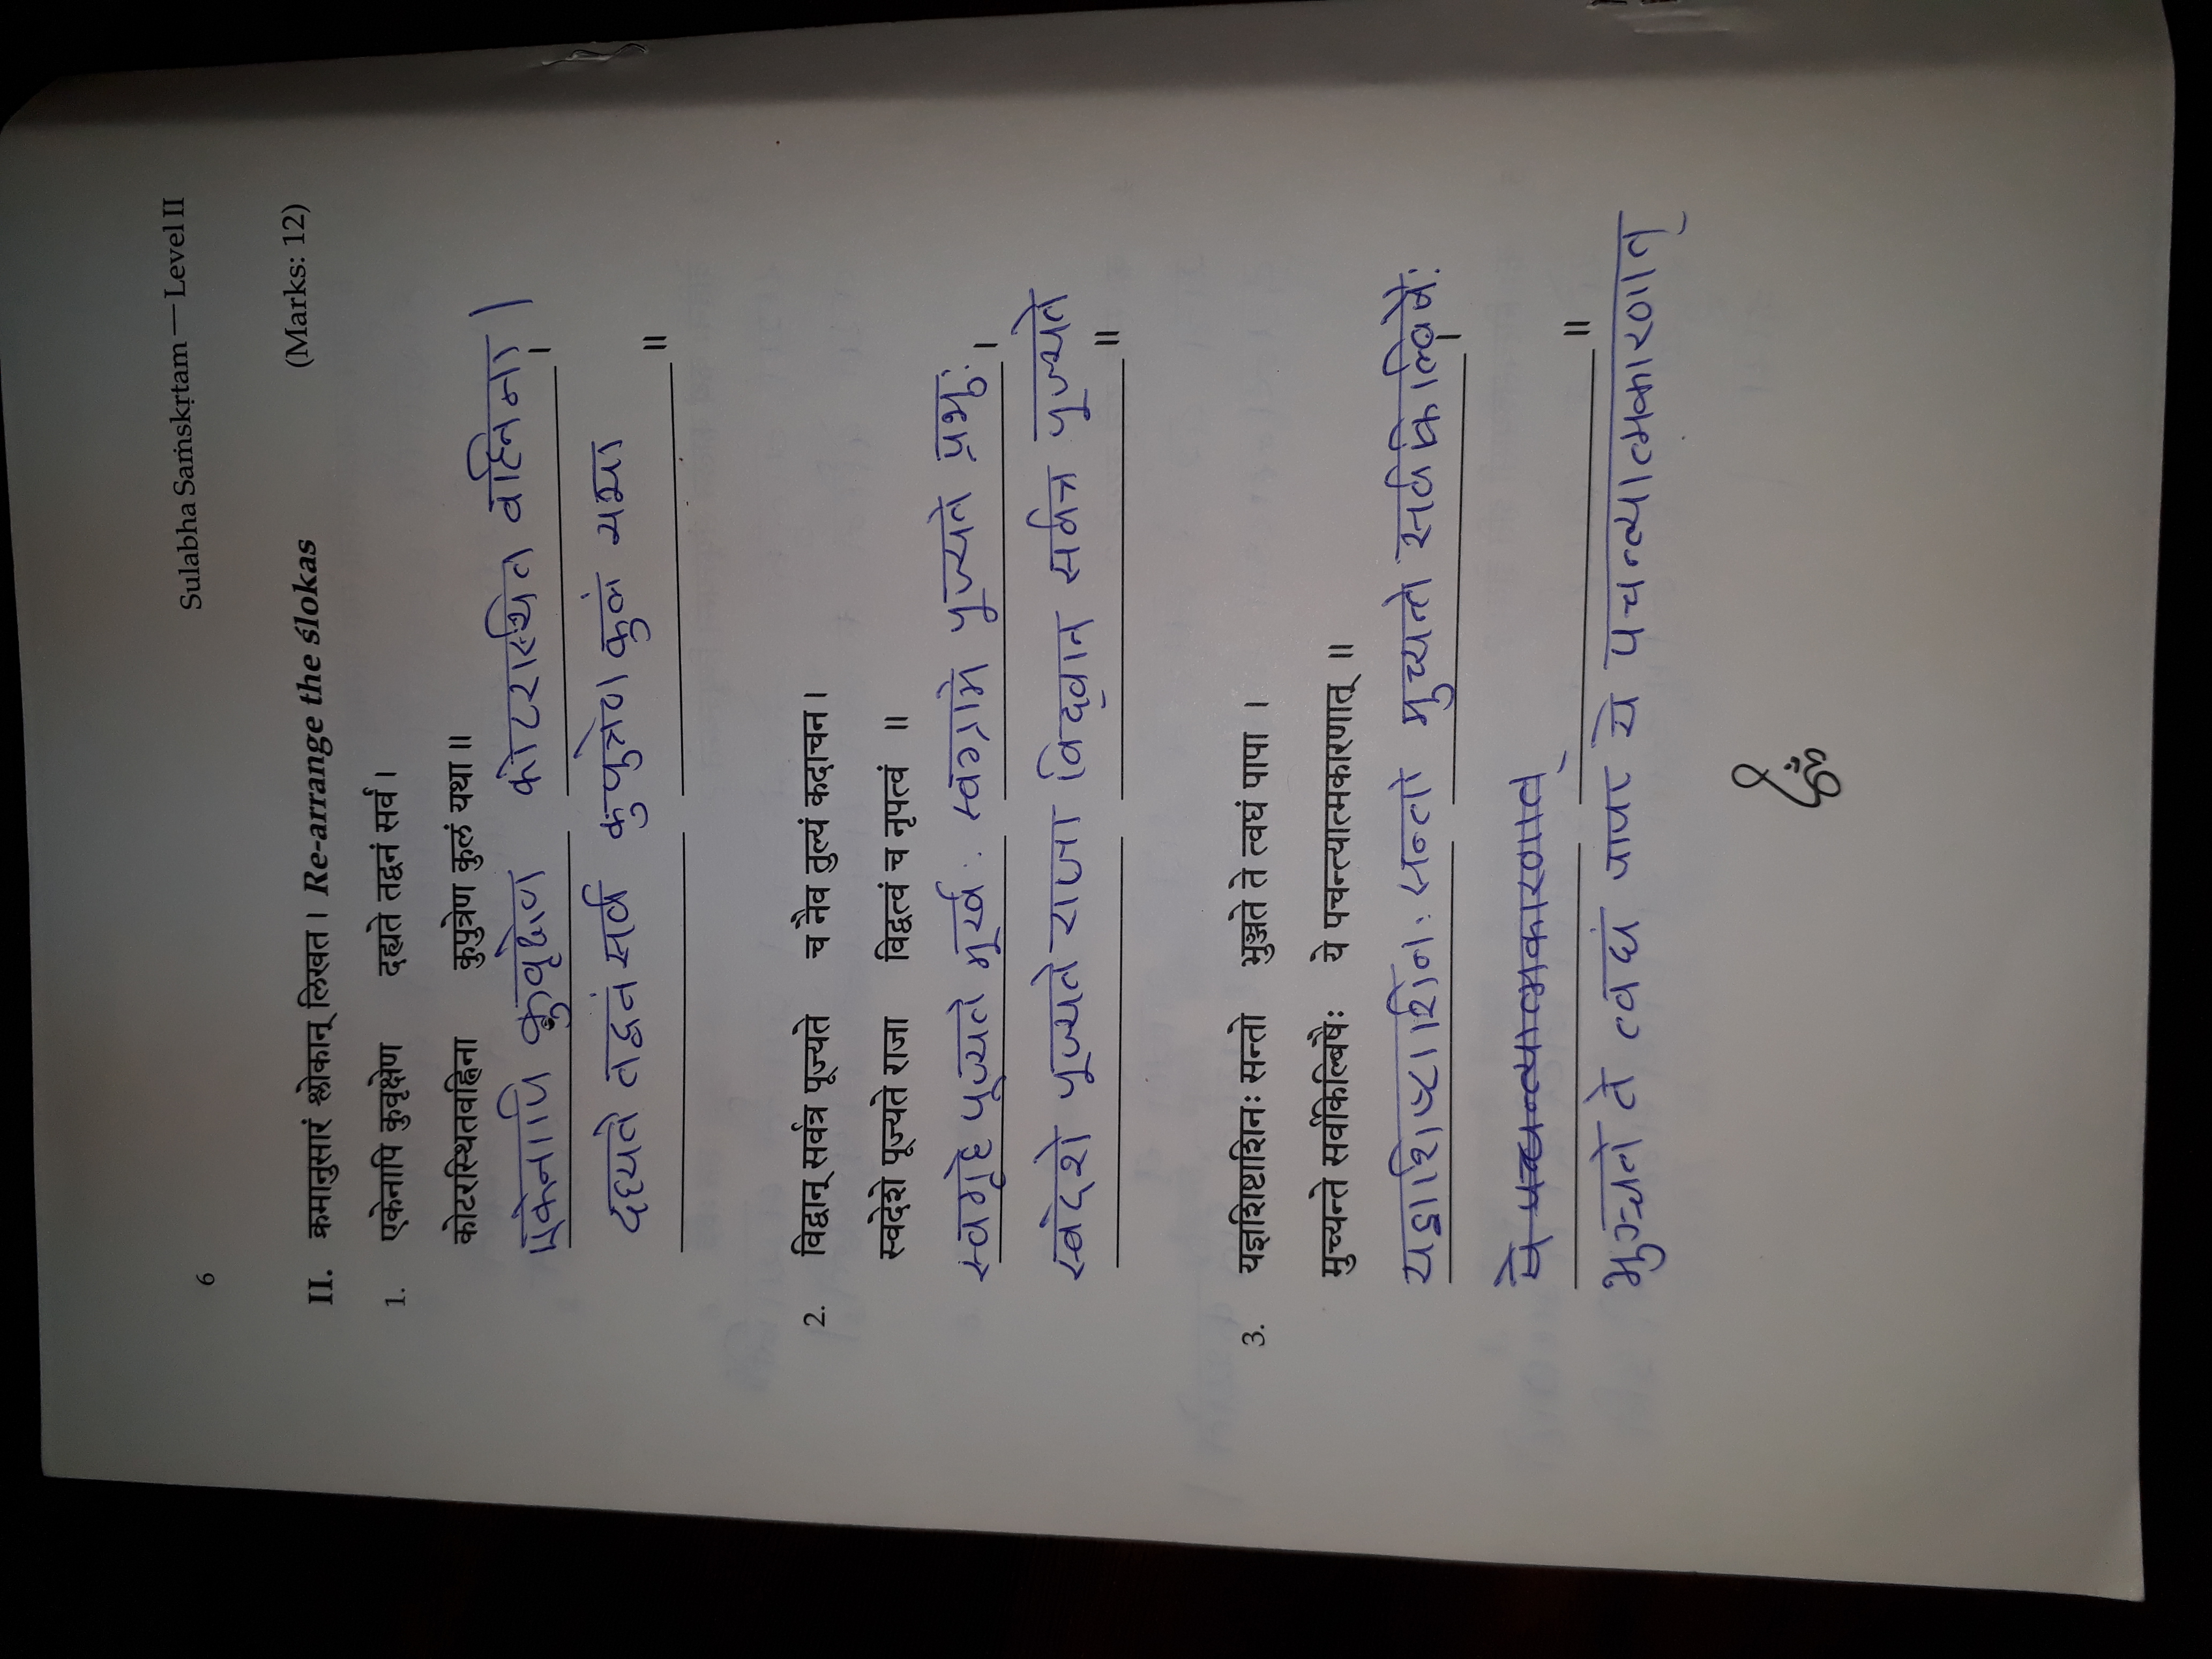 6 Sulabha Saṁskṛtam — Level II
II. क्रमानुसारं श्लोकान् लिखत। Re-arrange the ślokas (Marks: 12)
1. एकेनापि कुवृक्षेण दह्यते तद्वनं सर्वं।
कोटरस्थितवह्निना कुपुत्रेण कुलं यथा॥
एकेनापि कुवृक्षेण कोटरास्थित वह्निना। |
दह्यते तद्वनं सर्व कुपुत्रेण कुलं यथा ॥
2. विद्वान् सर्वत्र पूज्यते च नैव तुल्यं कदाचन।
स्वदेशे पूज्यते राजा विद्वत्वं च नृपत्वं ॥
स्वगृहे पूज्यते मूर्खः स्वग्रामे पूज्यते प्रभुः।
स्वदेशे पूज्यते राजा विद्वान सर्वत्र पूज्यते ॥
3. यज्ञशिष्टाशिनः सन्तो भुञ्जते ते त्वघं पापा ।
मुच्यन्ते सर्वकिल्बिषैः ये पचन्त्यात्मकारणात् ॥
यज्ञाशिष्टाशिनः सन्तो मुच्यन्ते सर्वकिल्बिषैः।
ये पचन्त्यात्मकारणात् ॥
भुञ्जते ते त्वघं पापा ये पचन्त्यात्मकारणात्
ॐ